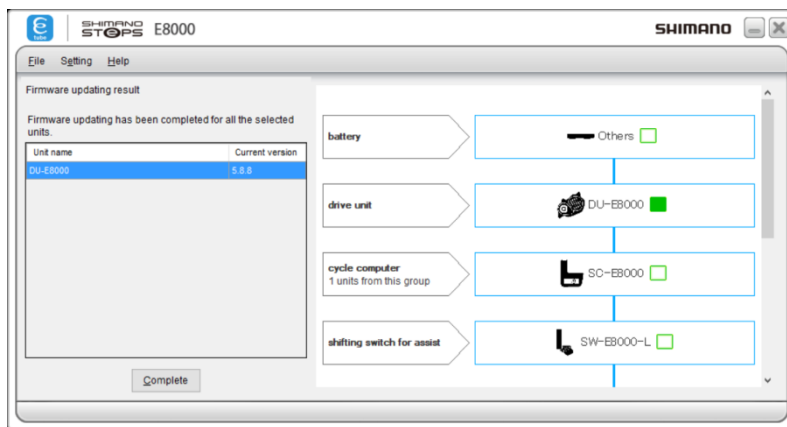 E
tube
SHIMANO
STEPS E8000
SHIMANO
File Setting Help
Firmware updating result
Firmware updating has been completed for all the selected
units.
Unit name Current version
DU-E8000 5.8.8
Complete
battery
Others
drive unit
DU-E8000
cycle computer
1 units from this group
SC-E8000
shifting switch for assist
SW-E8000-L